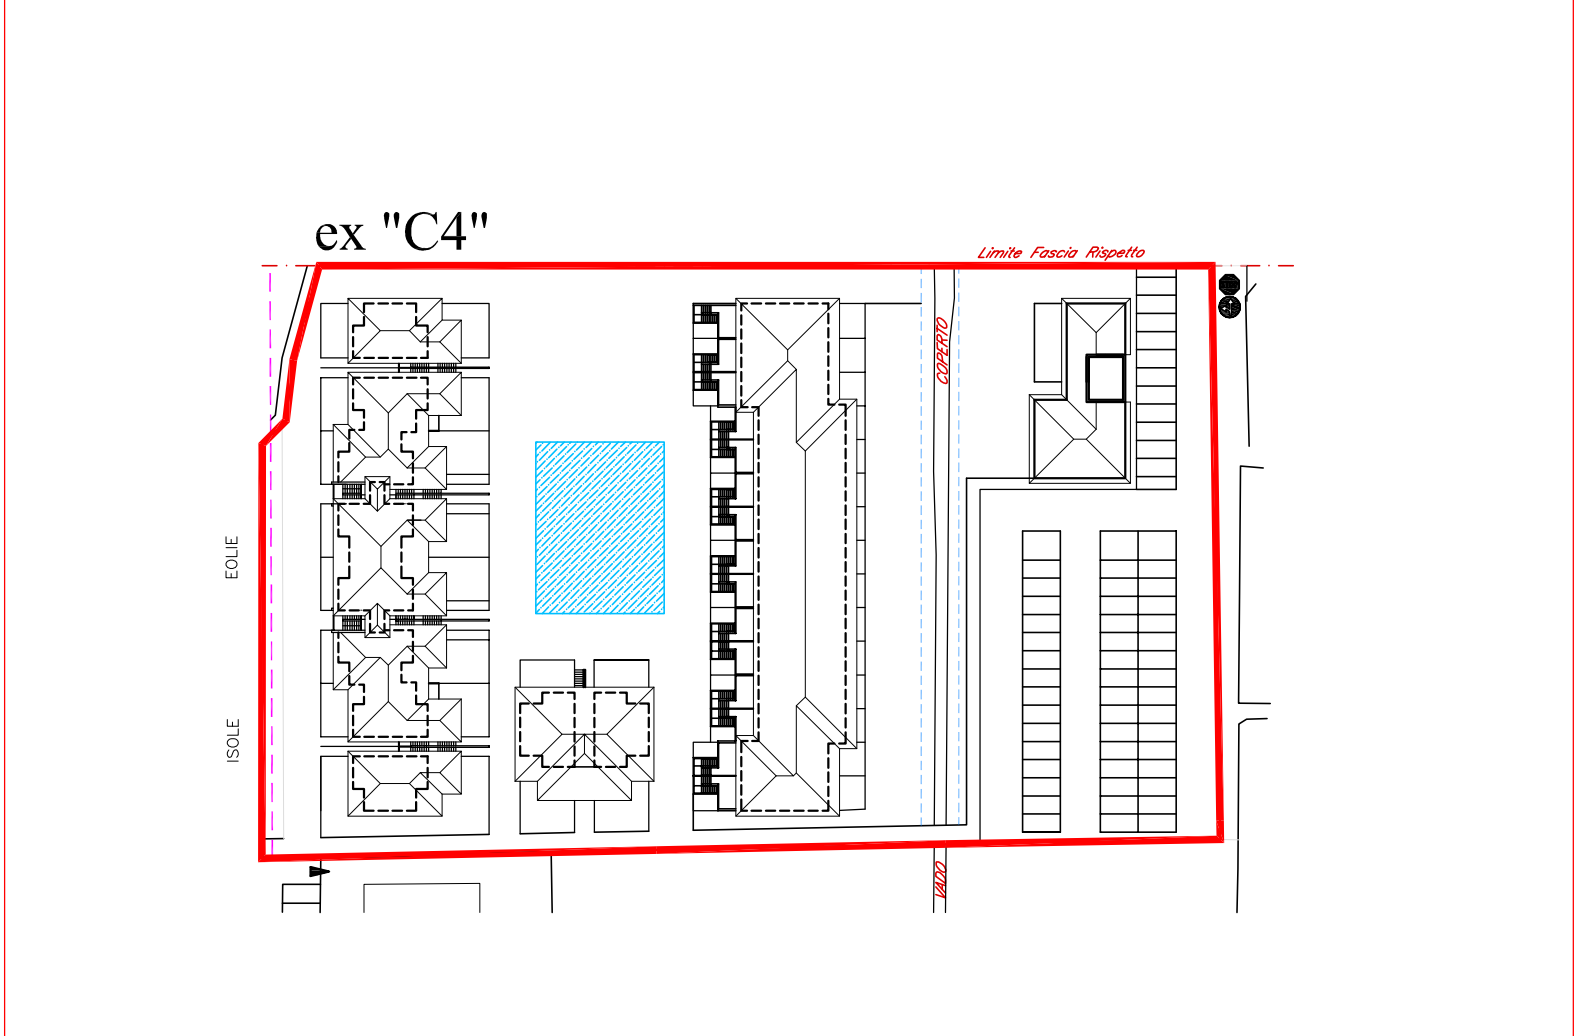 ex "C4"
Limite Fascia Rispetto
COPERTO
EOLIE
ISOLE
VADO